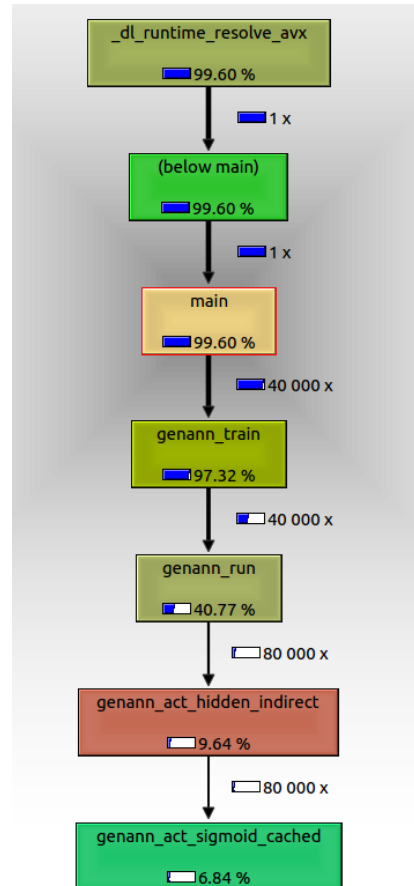 _dl_runtime_resolve_avx
99.60 %
1 x
(below main)
99.60 %
1 x
main
99.60 %
40 000 x
genann_train
97.32 %
40 000 x
genann_run
40.77 %
80 000 x
genann_act_hidden_indirect
9.64 %
80 000 x
genann_act_sigmoid_cached
6.84 %